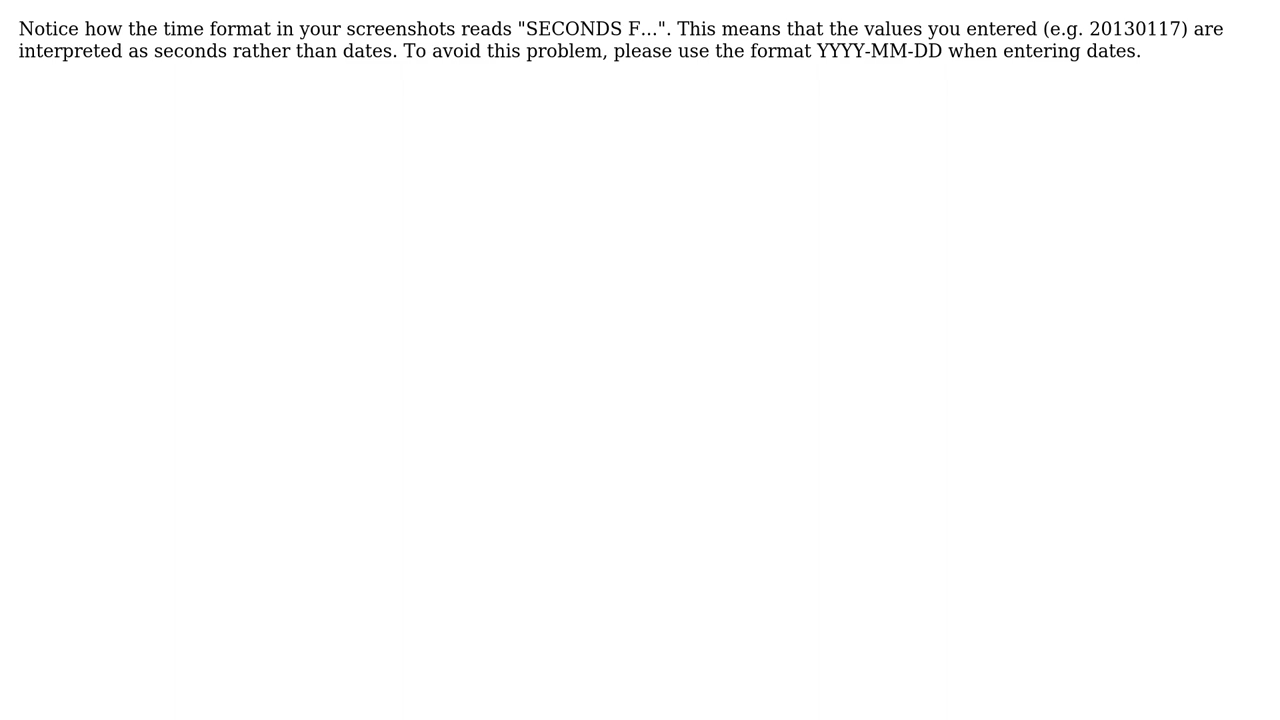 Notice how the time format in your screenshots reads "SECONDS F...". This means that the values you entered (e.g. 20130117) are
interpreted as seconds rather than dates. To avoid this problem, please use the format YYYY-MM-DD when entering dates.